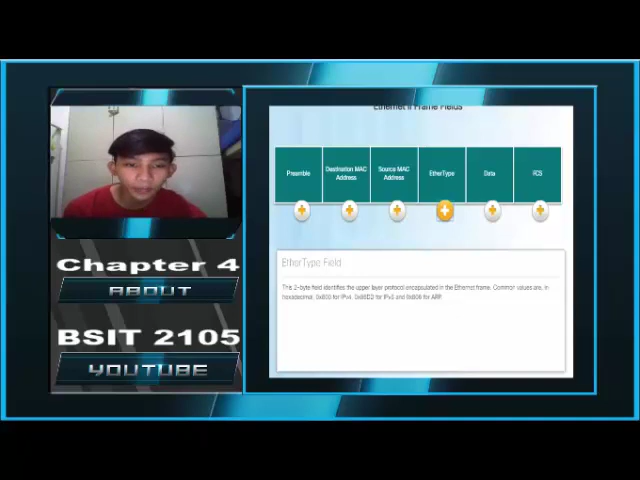 Ethernet II Frame Fields
Preamble
Destination MAC
Address
Source MAC
Address
EtherType
Data
FCS
EtherType Field
This 2-byte field identifies the upper layer protocol encapsulated in the Ethernet frame. Common values are, in
hexadecimal, 0x800 for IPv4, 0x86DD for IPv6 and 0x806 for ARP.
Chapter 4
ABOUT
BSIT 2105
YOUTUBE